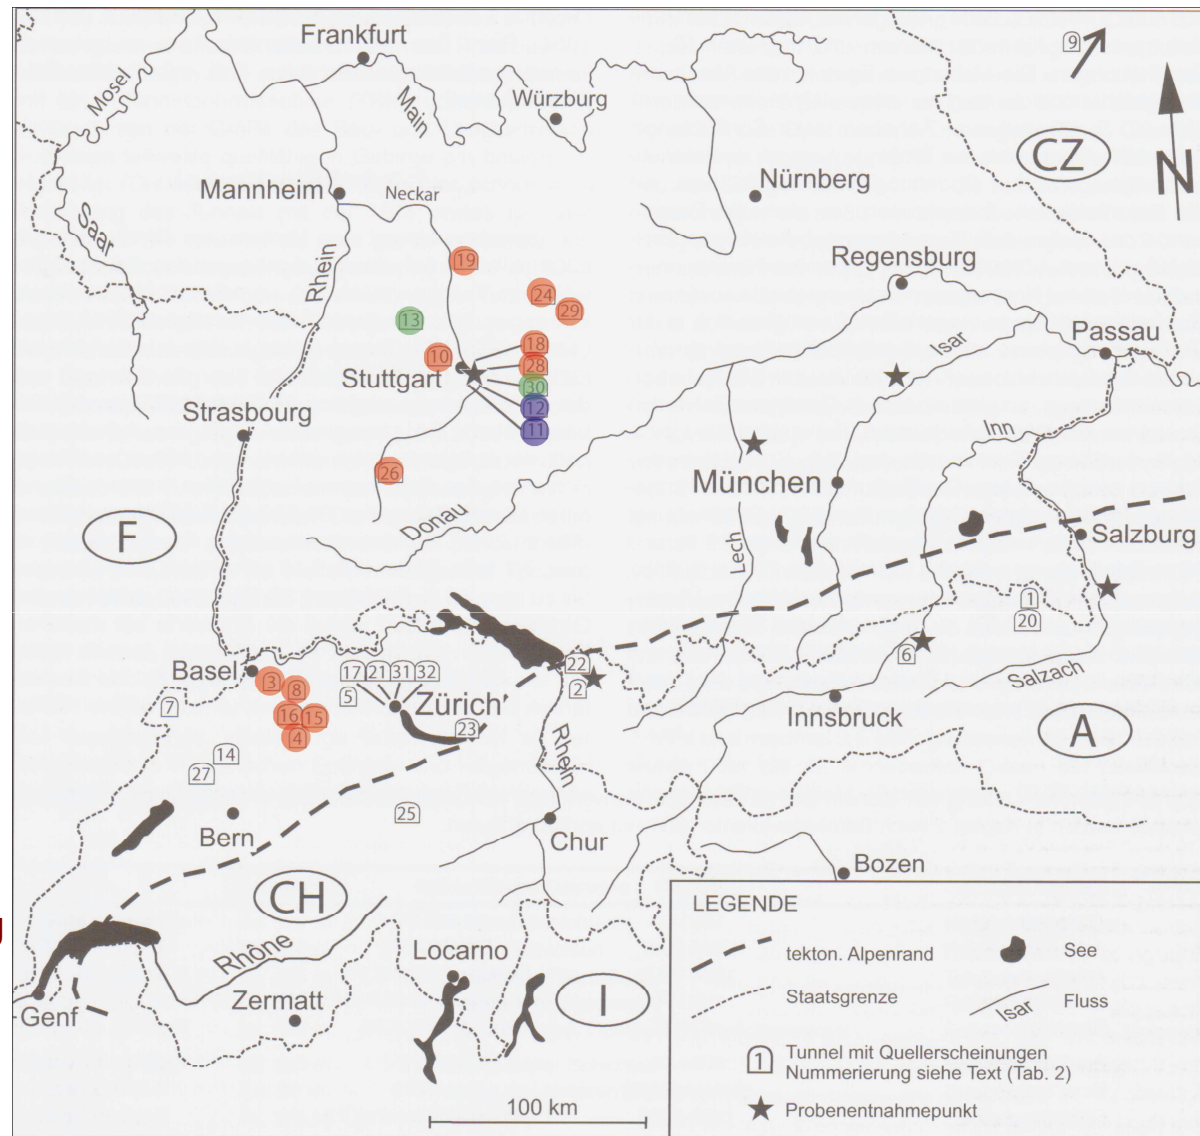 Frankfurt
9
Mosel
Main
Würzburg
CZ
N
Mannheim
Neckar
Nürnberg
Saar
Rhein
19
Regensburg
24
29
13
18
Isar
Passau
10
28
Stuttgart
30
12
Strasbourg
11
Inn
26
München
Donau
F
Lech
Salzburg
1
20
6
22
Basel
17 21 31 32
2
Salzach
3
8
5
Zürich
7
16 15
23
Innsbruck
A
4
Rhein
14
27
25
Bern
Chur
Bozen
CH
LEGENDE
Rhône
Locarno
tekton. Alpenrand
See
Zermatt
I
Staatsgrenze
Isar
Fluss
Genf
1
Tunnel mit Quellerscheinungen
Nummerierung siehe Text (Tab. 2)
100 km
Probenentnahmepunkt